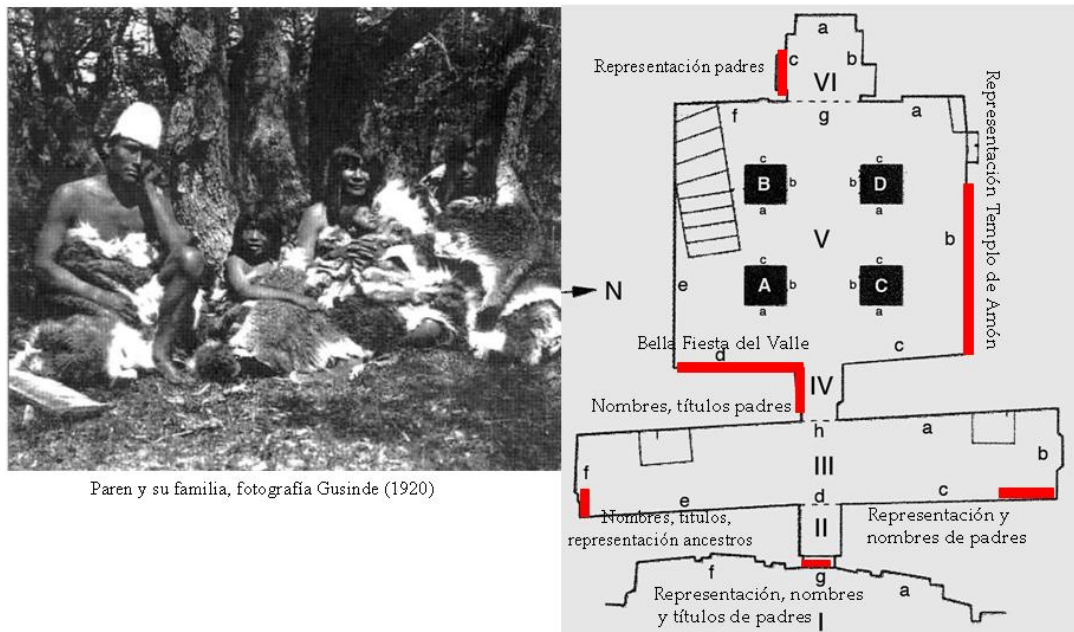 Paren y su familia, fotografía Gusinde (1920)
a
c
b
Representación padres
VI
f
g
a
Representación Templo de Amón
c
c
B
b
b
D
a
a
V
b
c
c
e
A
b
b
C
a
a
N
Bella Fiesta del Valle
d
c
IV
Nombres, títulos padres
h
a
f
III
b
e
d
c
Nombres, titulos,
representación ancestros
II
Representación y
nombres de padres
f
g
a
Representación, nombres
y títulos de padres
I